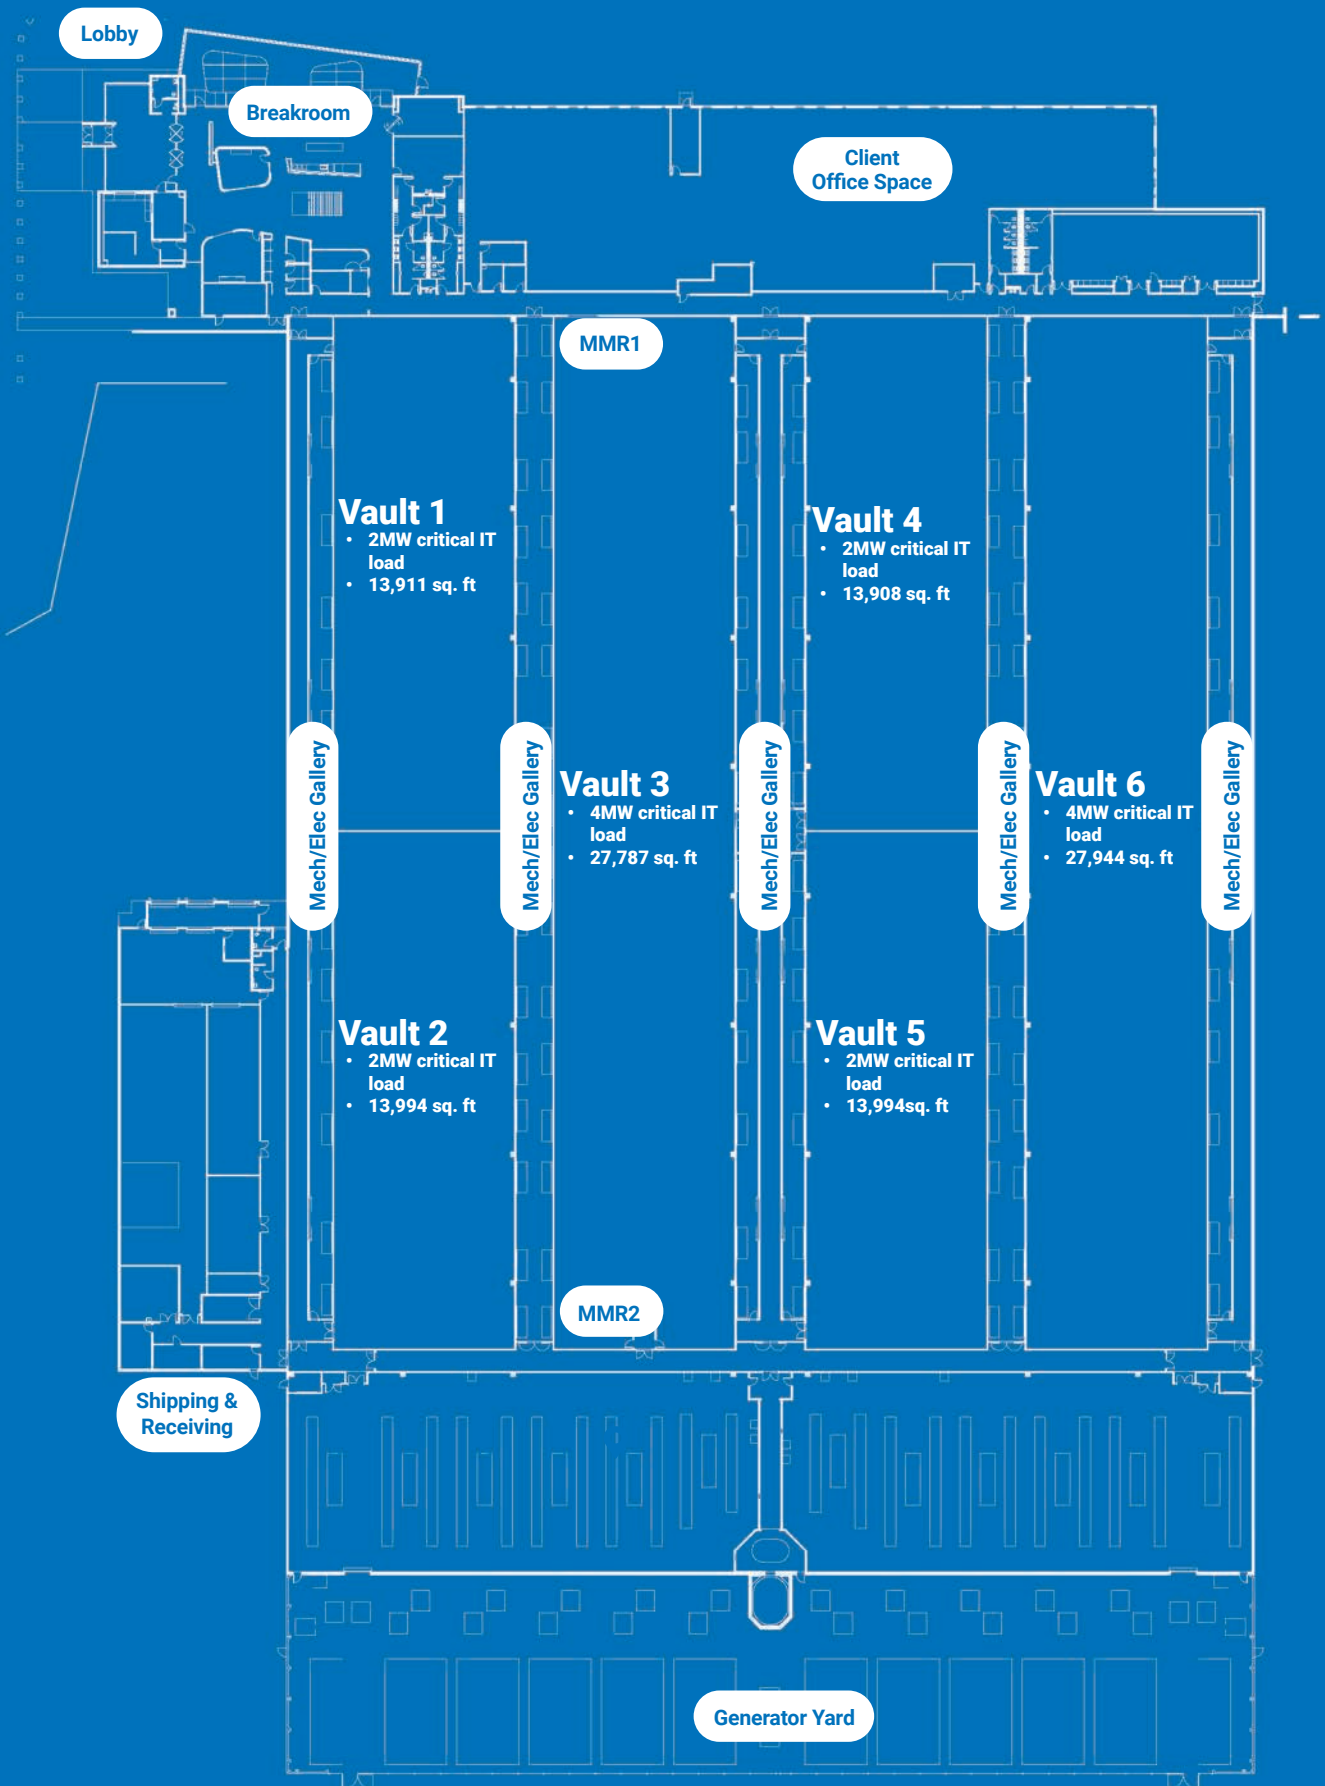 Lobby
Breakroom
Client
Office Space
MMR1
Vault 1
• 2MW critical IT
load
• 13,911 sq. ft
Vault 4
• 2MW critical IT
load
• 13,908 sq. ft
Mech/Elec Gallery
Mech/Elec Gallery
Vault 3
• 4MW critical IT
load
• 27,787 sq. ft
Mech/Elec Gallery
Mech/Elec Gallery
Vault 6
• 4MW critical IT
load
• 27,944 sq. ft
Mech/Elec Gallery
Vault 2
• 2MW critical IT
load
• 13,994 sq. ft
Vault 5
• 2MW critical IT
load
• 13,994sq. ft
MMR2
Shipping &
Receiving
Generator Yard